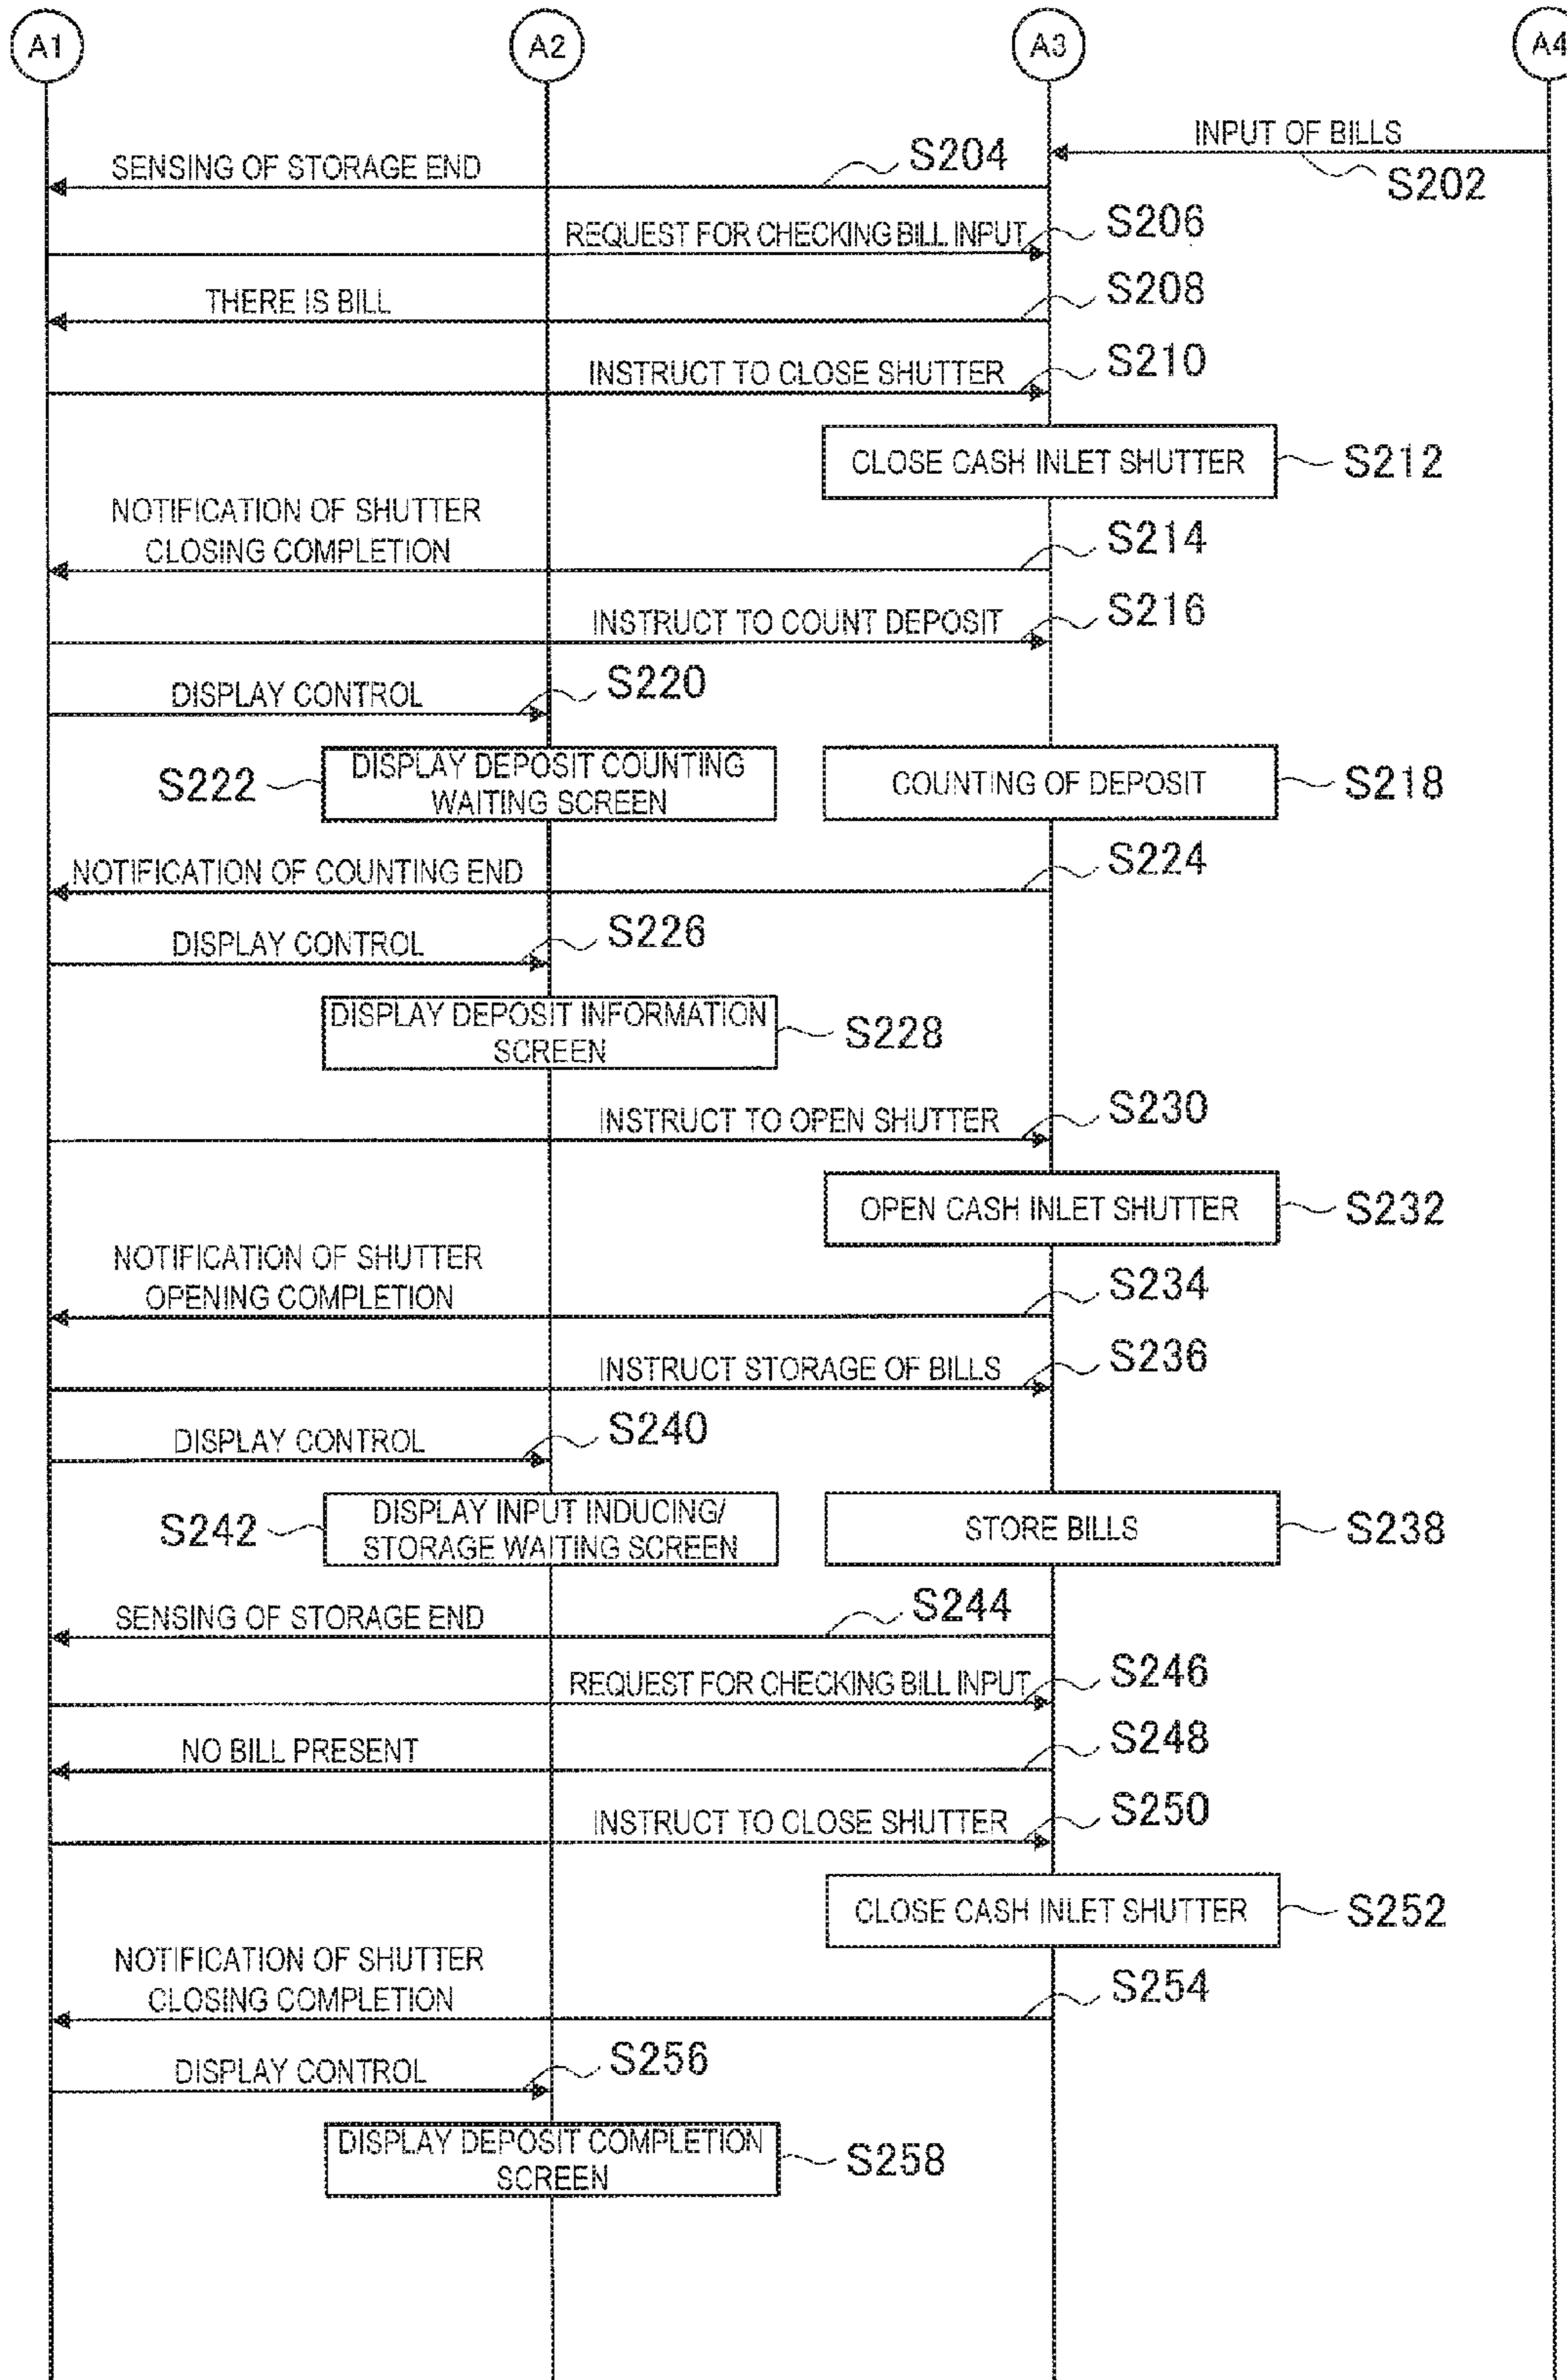 A1
A2
A3
A4
INPUT OF BILLS
S202
SENSING OF STORAGE END
S204
REQUEST FOR CHECKING BILL INPUT
S206
THERE IS BILL
S208
INSTRUCT TO CLOSE SHUTTER
S210
CLOSE CASH INLET SHUTTER
S212
NOTIFICATION OF SHUTTER
CLOSING COMPLETION
S214
INSTRUCT TO COUNT DEPOSIT
S216
DISPLAY CONTROL
S220
S222
DISPLAY DEPOSIT COUNTING
WAITING SCREEN
COUNTING OF DEPOSIT
S218
NOTIFICATION OF COUNTING END
S224
DISPLAY CONTROL
S226
DISPLAY DEPOSIT INFORMATION
SCREEN
S228
INSTRUCT TO OPEN SHUTTER
S230
OPEN CASH INLET SHUTTER
S232
NOTIFICATION OF SHUTTER
OPENING COMPLETION
S234
INSTRUCT STORAGE OF BILLS
S236
DISPLAY CONTROL
S240
S242
DISPLAY INPUT INDUCING/
STORAGE WAITING SCREEN
STORE BILLS
S238
SENSING OF STORAGE END
S244
REQUEST FOR CHECKING BILL INPUT
S246
NO BILL PRESENT
S248
INSTRUCT TO CLOSE SHUTTER
S250
CLOSE CASH INLET SHUTTER
S252
NOTIFICATION OF SHUTTER
CLOSING COMPLETION
S254
DISPLAY CONTROL
S256
DISPLAY DEPOSIT COMPLETION
SCREEN
S258